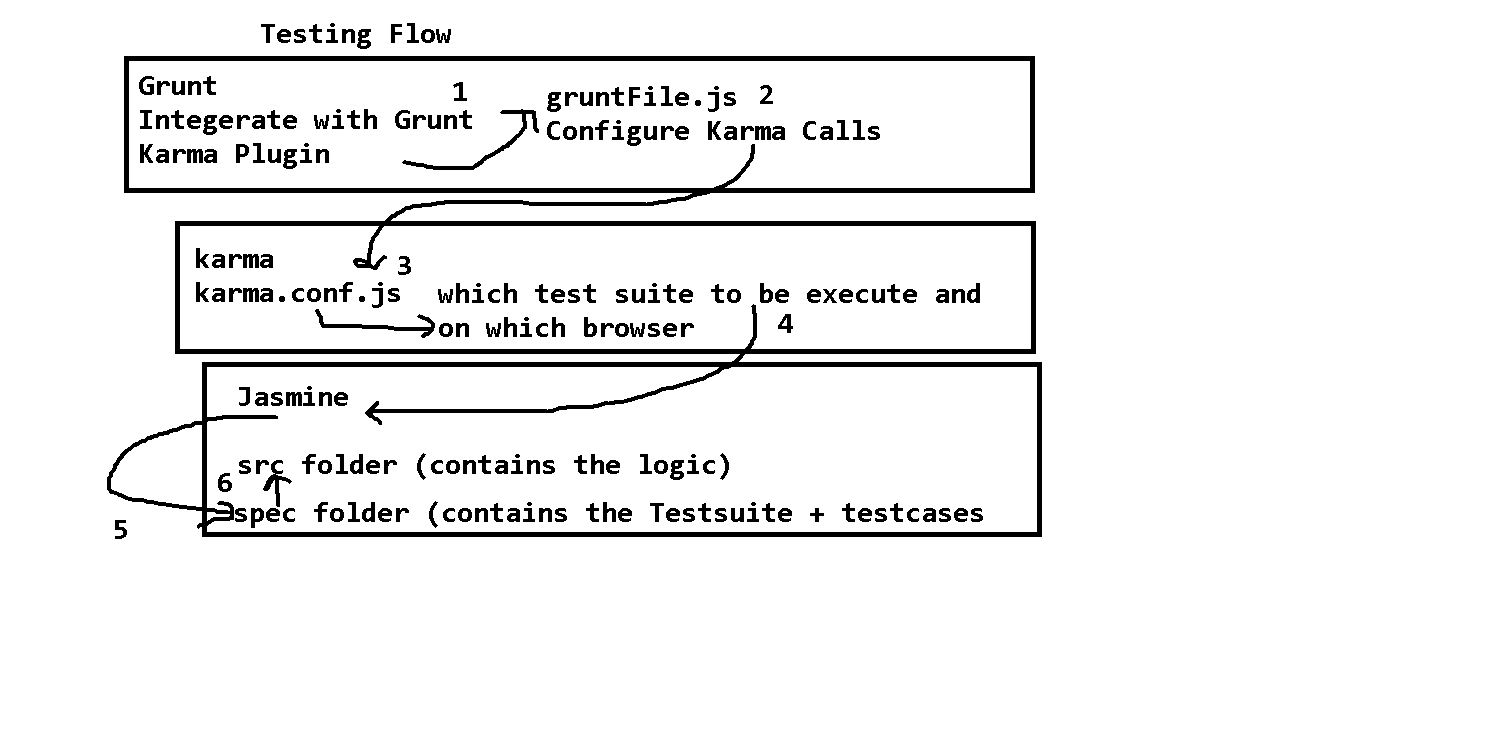 Testing Flow
Grunt
1
Integerate with Grunt
Karma Plugin
gruntFile.js 2
Configure Karma Calls
karma
3
karma.conf.js
which test suite to be execute and
on which browser
4
Jasmine
src folder (contains the logic)
6
spec folder (contains the Testsuite + testcases
5